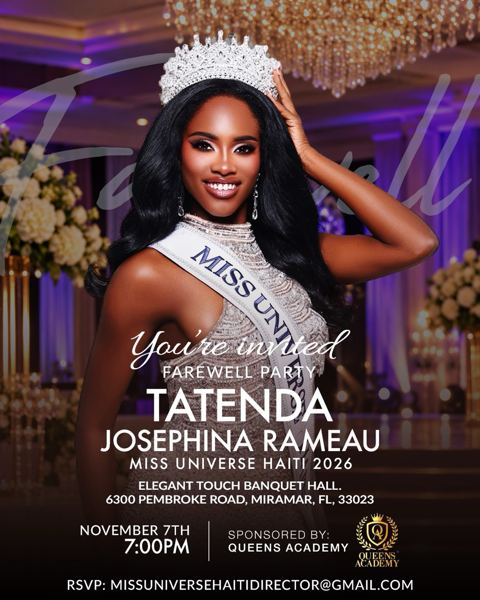 Farewell
MISS UNIVERSE
You're invited
FAREWELL PARTY
TATENDA
JOSEPHINA RAMEAU
MISS UNIVERSE HAITI 2026
ELEGANT TOUCH BANQUET HALL.
6300 PEMBROKE ROAD, MIRAMAR, FL, 33023
NOVEMBER 7TH
7:00PM
SPONSORED BY:
QUEENS ACADEMY
Q
QUEENS
ACADEMY
RSVP: MISSUNIVERSEHAITIDIRECTOR@GMAIL.COM